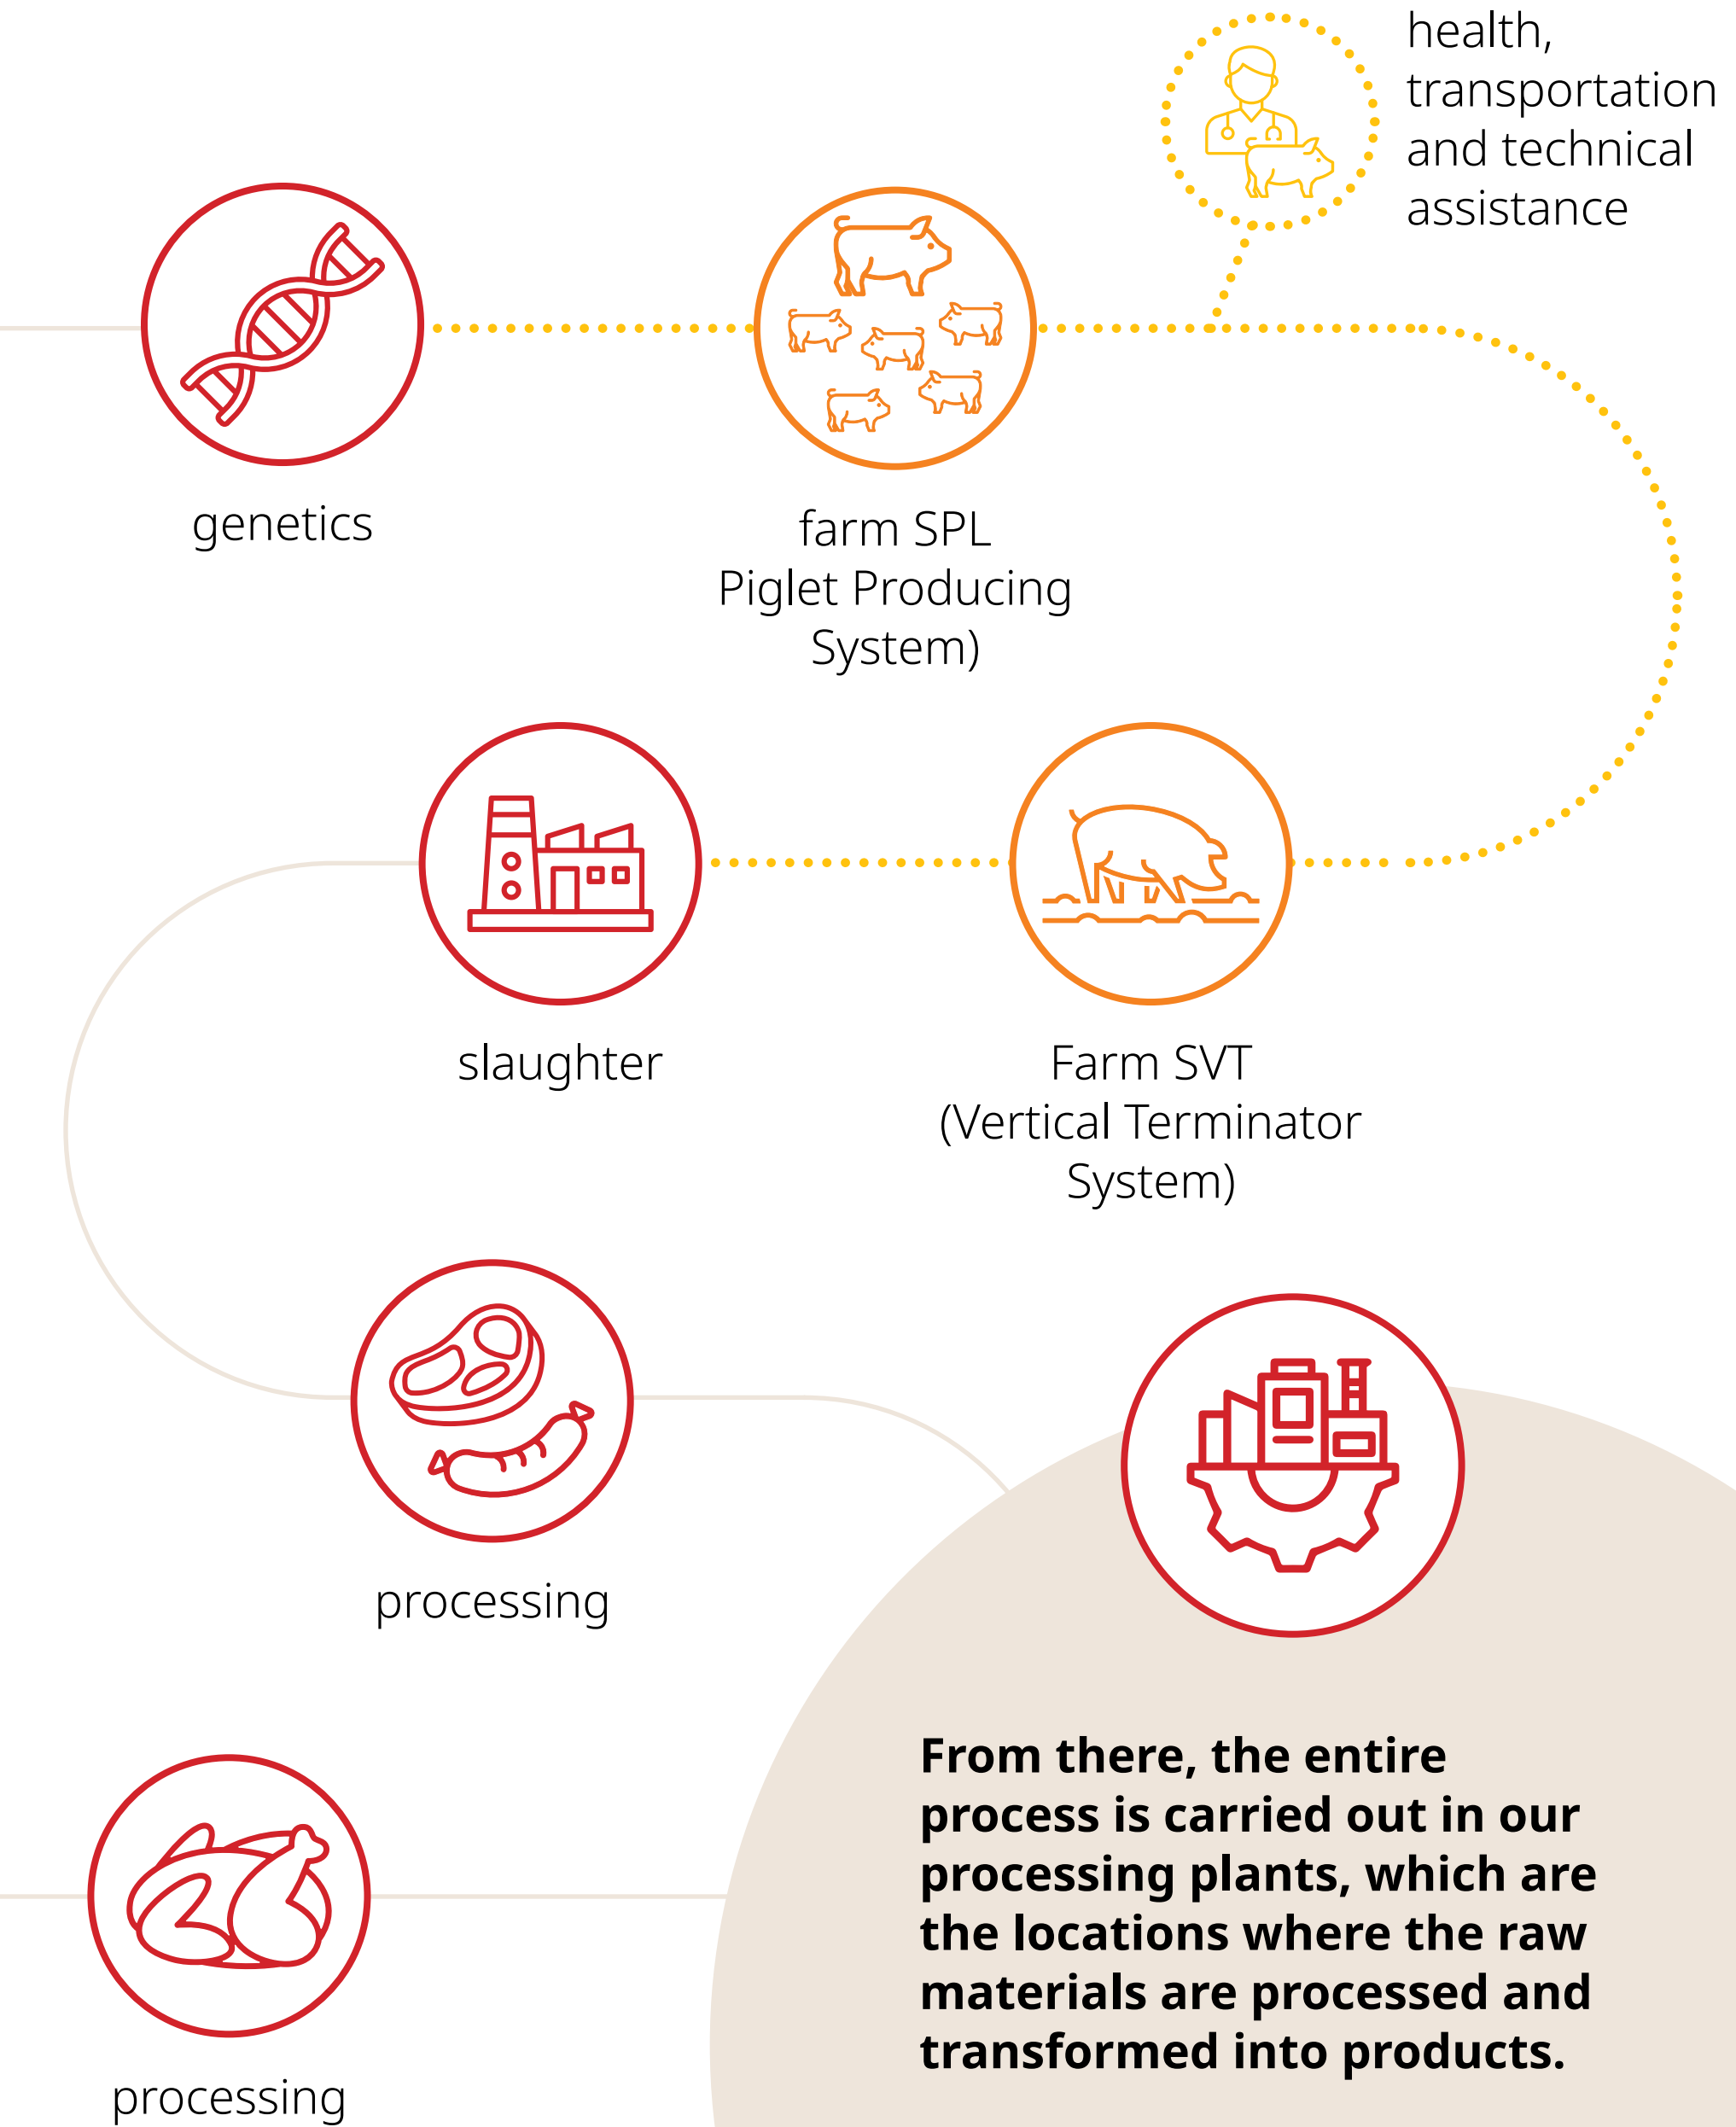 health,
transportation
and technical
assistance
genetics
farm SPL
Piglet Producing
System)
slaughter
Farm SVT
(Vertical Terminator
System)
processing
From there, the entire
process is carried out in our
processing plants, which are
the locations where the raw
materials are processed and
transformed into products.
processing